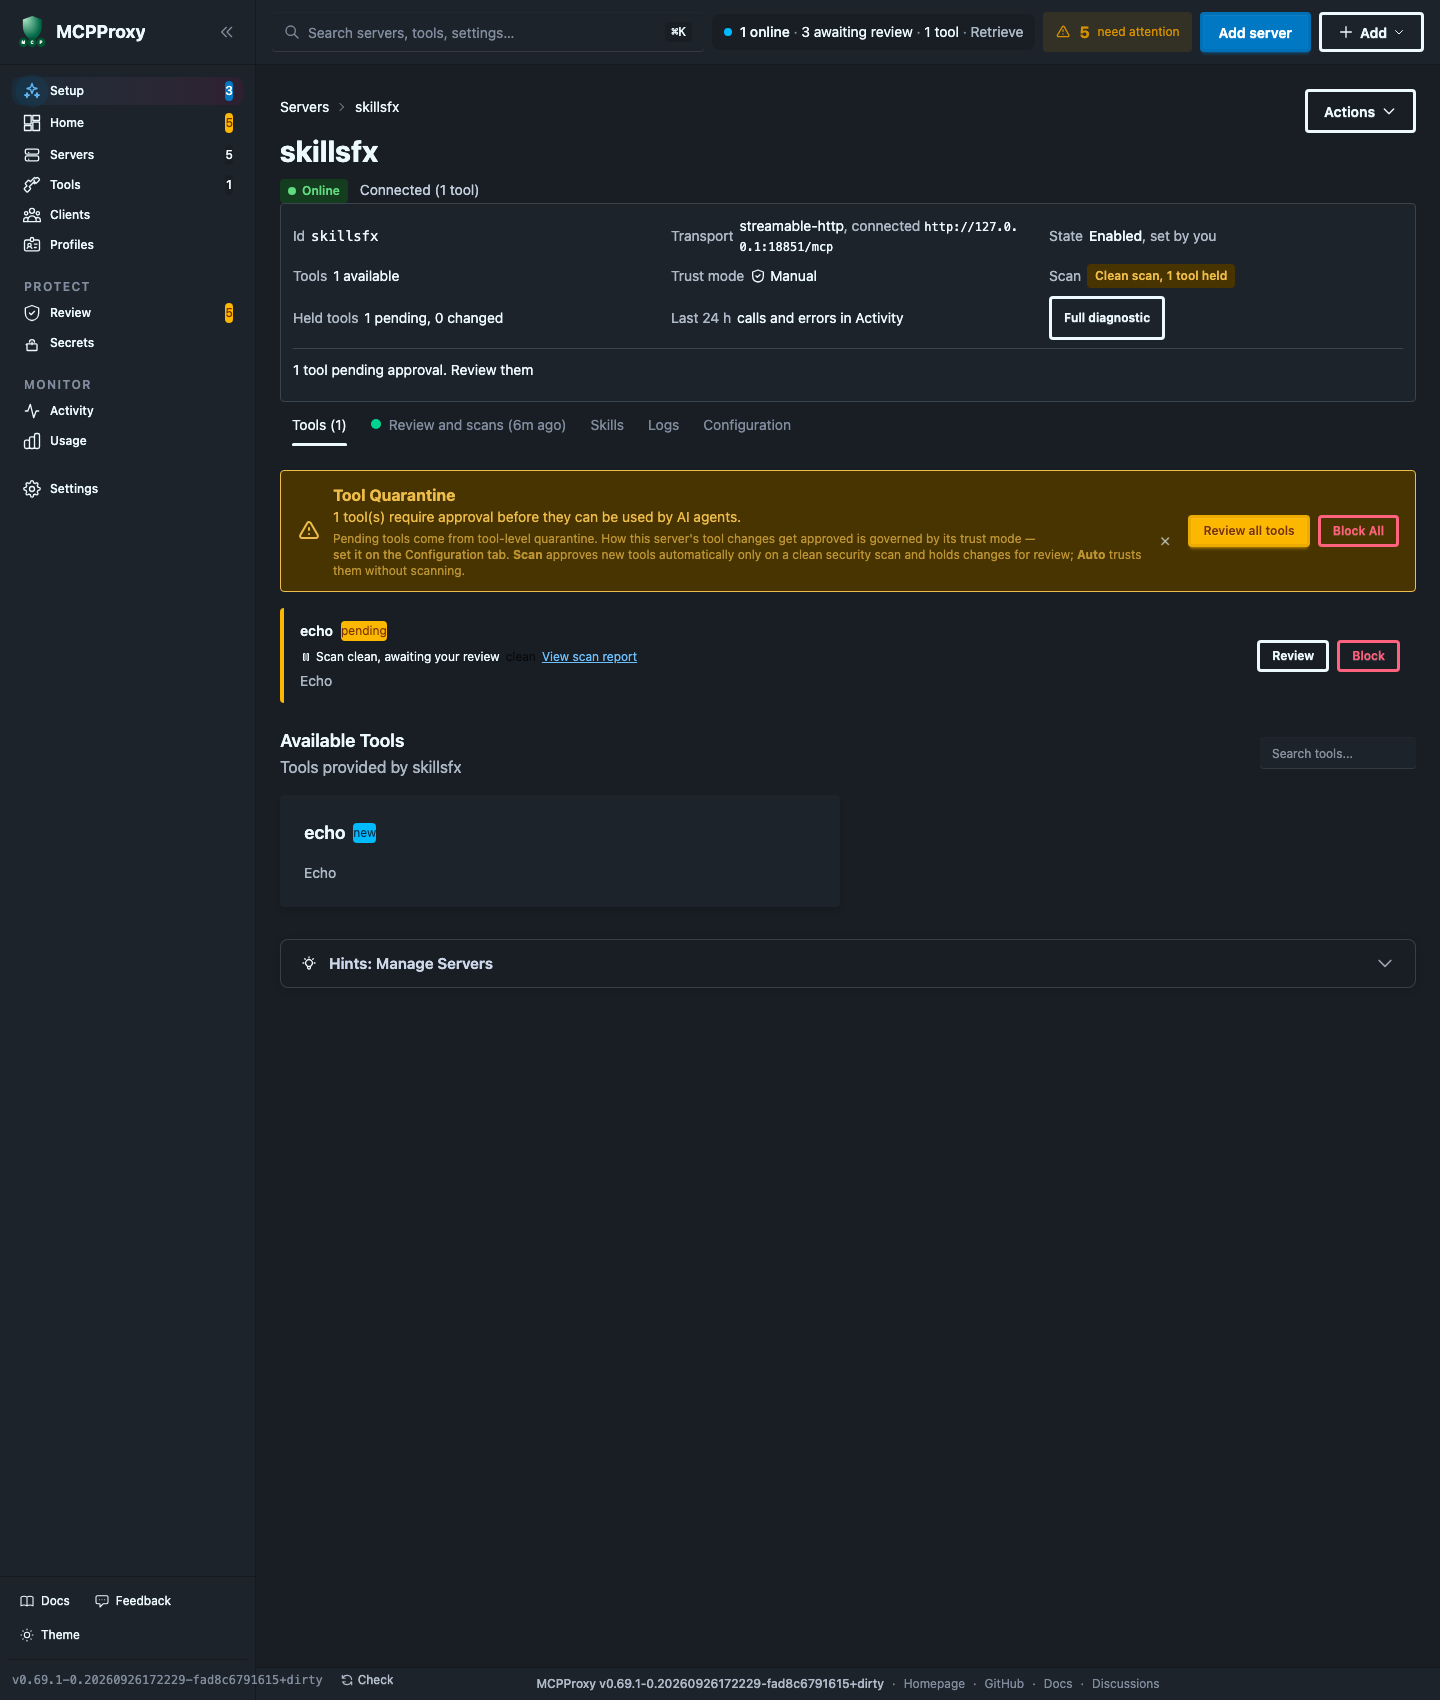 MCPProxy
Search servers, tools, settings...
⌘K
1 online · 3 awaiting review · 1 tool · Retrieve
5 need attention
Add server
Add
Setup 3
Home 5
Servers 5
Tools 1
Clients
Profiles
PROTECT
Review 5
Secrets
MONITOR
Activity
Usage
Settings
Servers > skillsfx
Actions
skillsfx
Online Connected (1 tool)
Id skillsfx
Transport streamable-http, connected http://127.0.
0.1:18851/mcp
State Enabled, set by you
Tools 1 available
Trust mode Manual
Scan Clean scan, 1 tool held
Held tools 1 pending, 0 changed
Last 24 h calls and errors in Activity
Full diagnostic
1 tool pending approval. Review them
Tools (1)
Review and scans (6m ago)
Skills
Logs
Configuration
Tool Quarantine
1 tool(s) require approval before they can be used by AI agents.
Pending tools come from tool-level quarantine. How this server's tool changes get approved is governed by its trust mode —
set it on the Configuration tab. Scan approves new tools automatically only on a clean security scan and holds changes for review; Auto trusts
them without scanning.
Review all tools
Block All
echo pending
Scan clean, awaiting your review clean View scan report
Echo
Review
Block
Available Tools
Tools provided by skillsfx
Search tools...
echo new
Echo
Hints: Manage Servers
Docs
Feedback
Theme
v0.69.1-0.20260926172229-fad8c6791615+dirty
Check
MCPProxy v0.69.1-0.20260926172229-fad8c6791615+dirty · Homepage · GitHub · Docs · Discussions